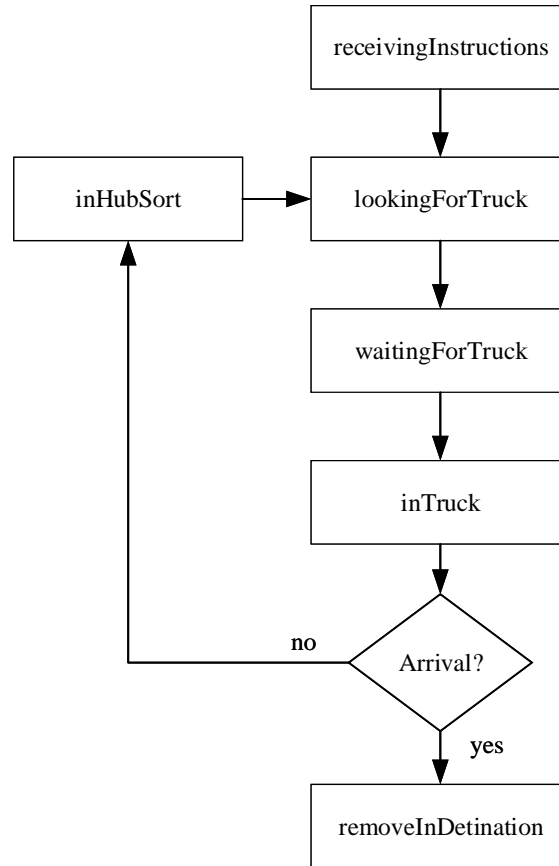 receivingInstructions
inHubSort
lookingForTruck
waitingForTruck
inTruck
no
Arrival?
yes
removeInDetination